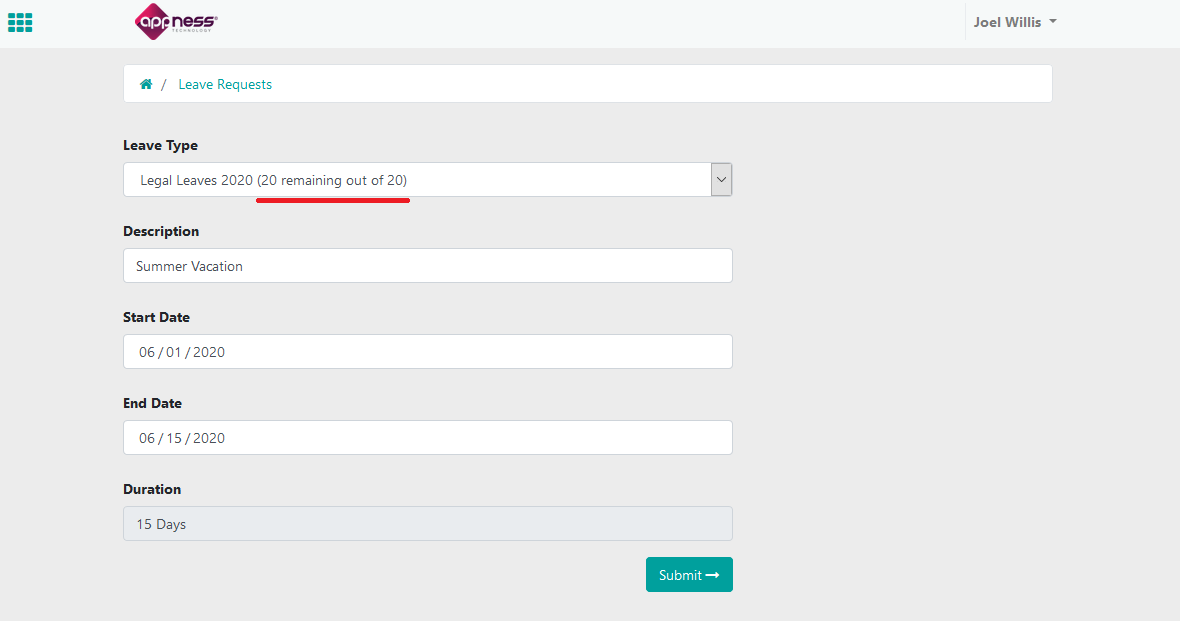 appness
TECHNOLOGY
Joel Willis
/ Leave Requests
Leave Type
Legal Leaves 2020 (20 remaining out of 20)
Description
Summer Vacation
Start Date
06 / 01 / 2020
End Date
06 / 15 / 2020
Duration
15 Days
Submit